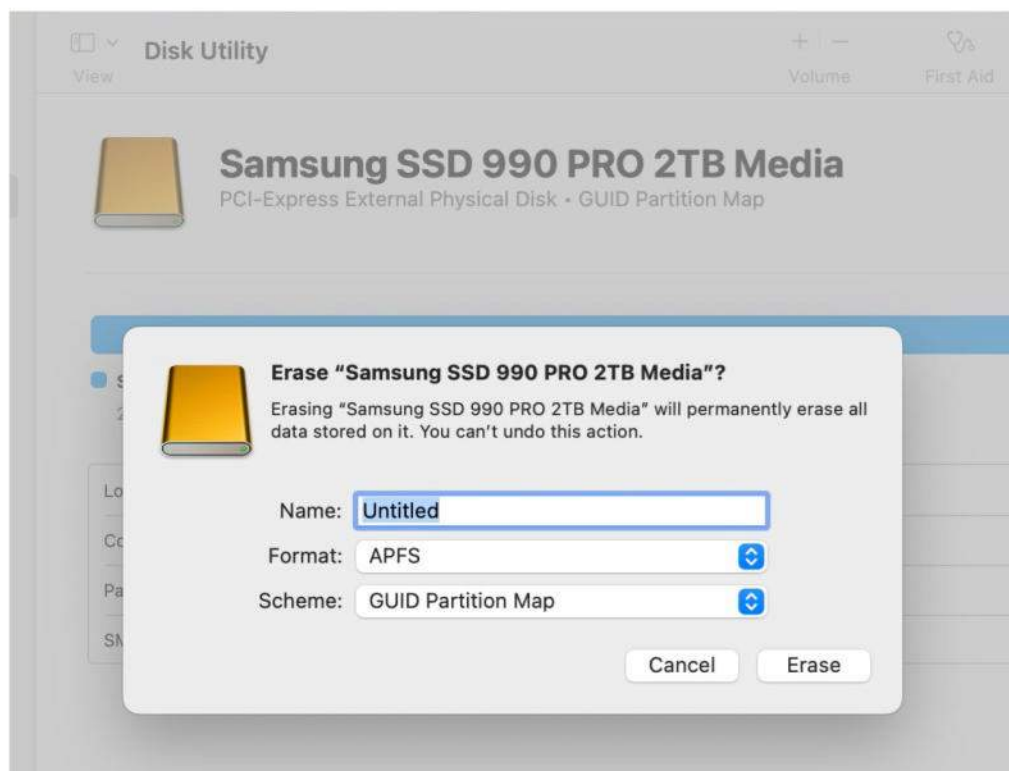 Disk Utility
View
Volume
First Aid
Samsung SSD 990 PRO 2TB Media
PCI-Express External Physical Disk • GUID Partition Map
Erase “Samsung SSD 990 PRO 2TB Media”?
Erasing “Samsung SSD 990 PRO 2TB Media” will permanently erase all
data stored on it. You can’t undo this action.
Name: Untitled
Format: APFS
Scheme: GUID Partition Map
Cancel Erase